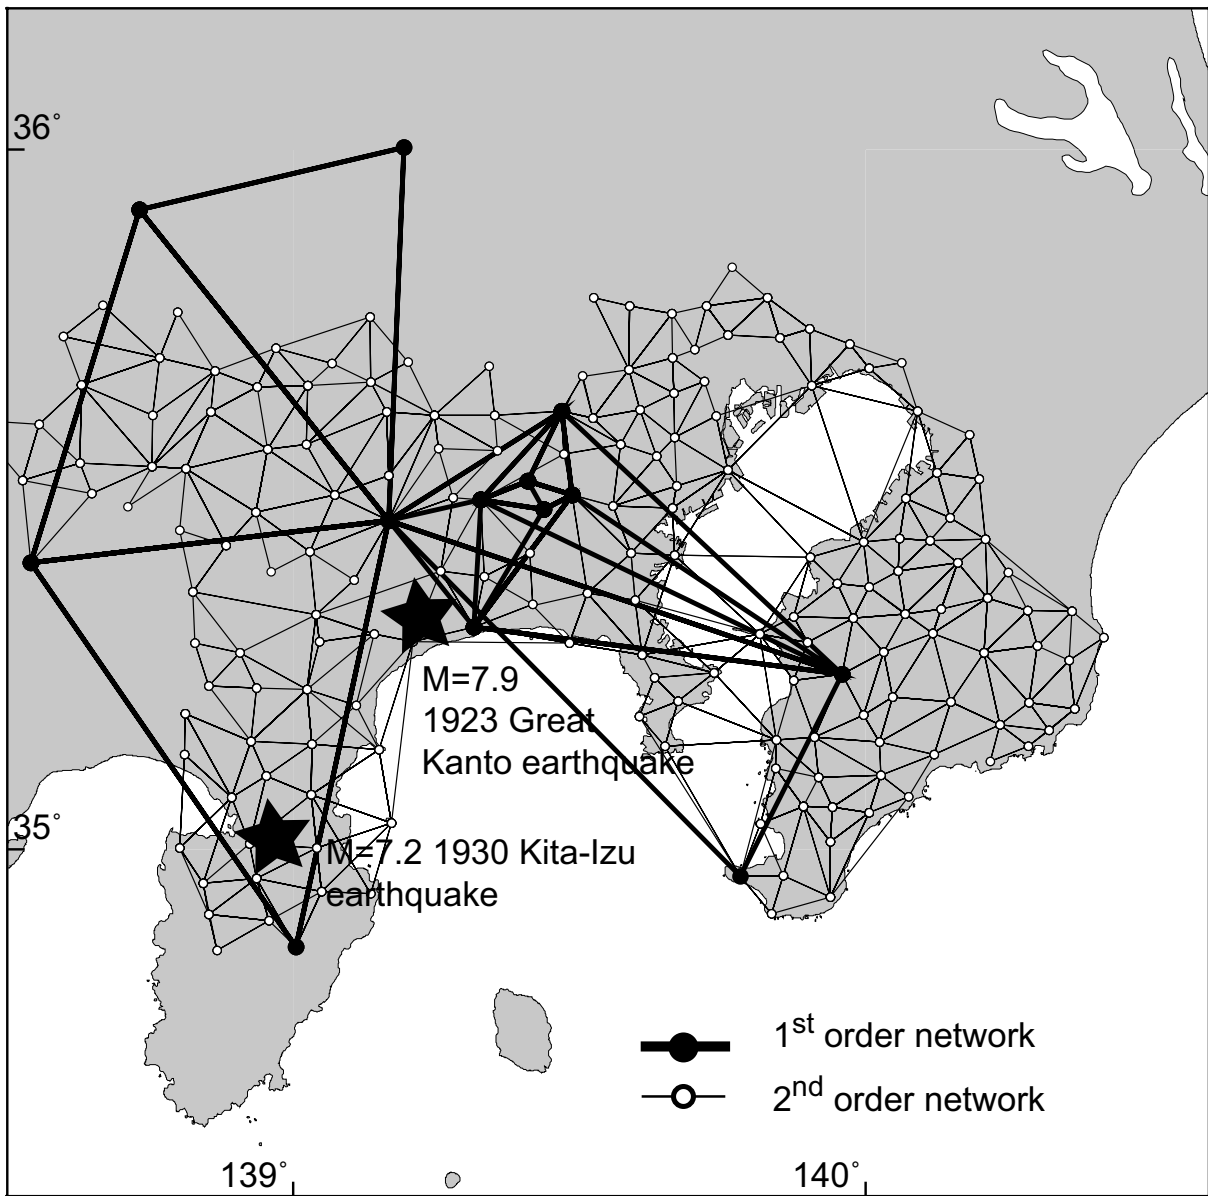 36°
M=7.9
1923 Great
Kanto earthquake
35°
M=7.2 1930 Kita-Izu
earthquake
1st order network
2nd order network
139°
140°